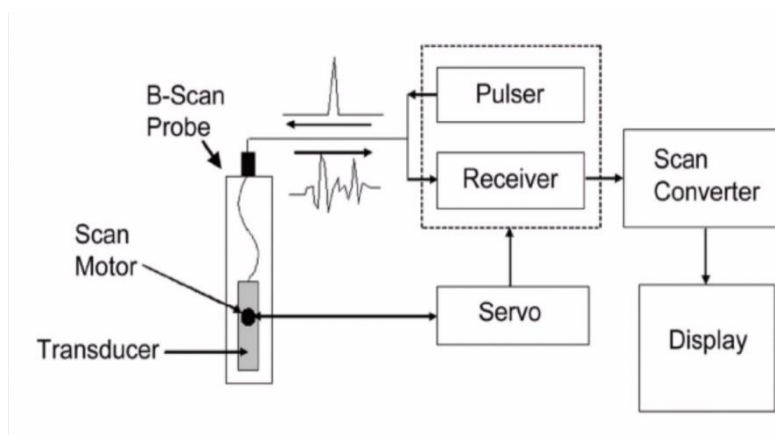 B-Scan
Probe
Pulser
Receiver
Scan
Converter
Scan
Motor
Servo
Transducer
Display